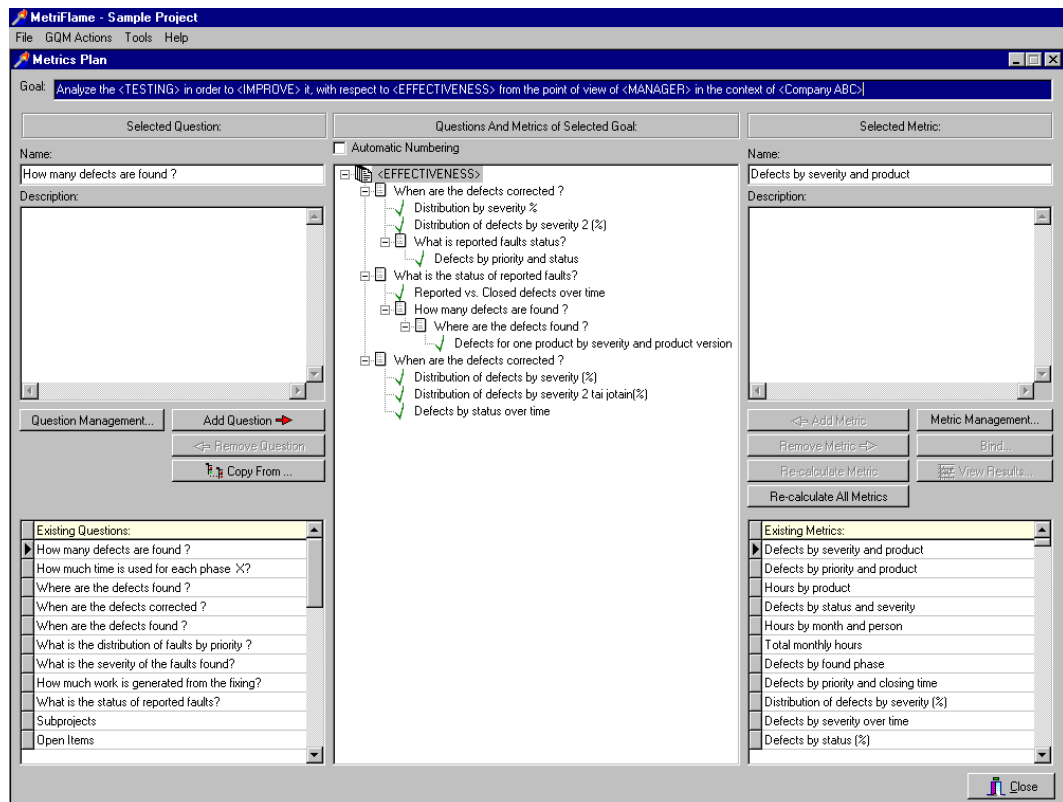 MetriFlame - Sample Project
File GQM Actions Tools Help
Metrics Plan
Goal: Analyze the <TESTING> in order to <IMPROVE> it, with respect to <EFFECTIVENESS> from the point of view of <MANAGER> in the context of <Company ABC>
Selected Question:
Name:
How many defects are found ?
Description:
Question Management...
Add Question
Remove Question
Copy From ...
Existing Questions:
How many defects are found ?
How much time is used for each phase X?
Where are the defects found ?
When are the defects corrected ?
When are the defects found ?
What is the distribution of faults by priority ?
What is the severity of the faults found?
How much work is generated from the fixing?
What is the status of reported faults?
Subprojects
Open Items
Questions And Metrics of Selected Goal:
Automatic Numbering
<EFFECTIVENESS>
When are the defects corrected ?
Distribution by severity %
Distribution of defects by severity 2 (%)
What is reported faults status?
Defects by priority and status
What is the status of reported faults?
Reported vs. Closed defects over time
How many defects are found ?
Where are the defects found ?
Defects for one product by severity and product version
When are the defects corrected ?
Distribution of defects by severity (%)
Distribution of defects by severity 2 tai jotain(%)
Defects by status over time
Selected Metric:
Name:
Defects by severity and product
Description:
Add Metric
Metric Management...
Remove Metric
Bind...
Re-calculate Metric
View Results...
Re-calculate All Metrics
Existing Metrics:
Defects by severity and product
Defects by priority and product
Hours by product
Defects by status and severity
Hours by month and person
Total monthly hours
Defects by found phase
Defects by priority and closing time
Distribution of defects by severity (%)
Defects by severity over time
Defects by status (%)
Close